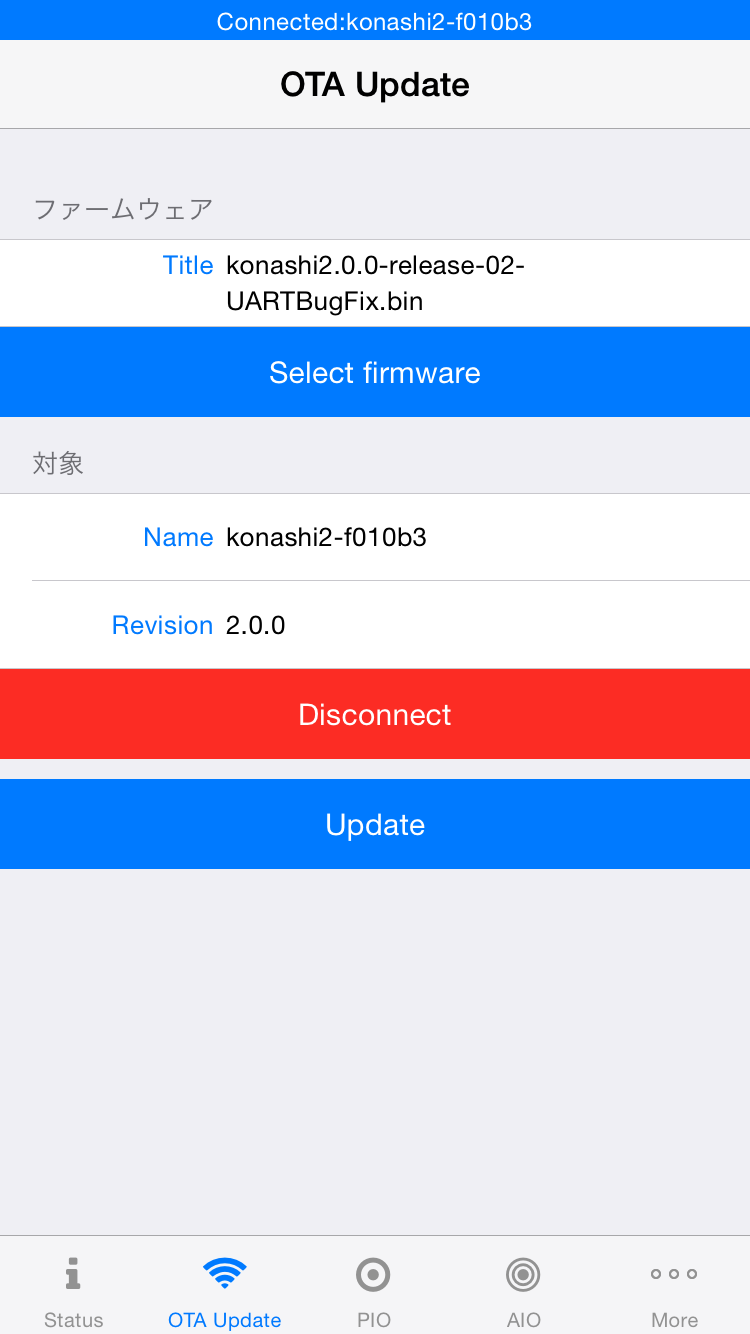 Connected:konashi2-f010b3
OTA Update
ファームウェア
Title konashi2.0.0-release-02-
UARTBugFix.bin
Select firmware
対象
Name konashi2-f010b3
Revision 2.0.0
Disconnect
Update
Status OTA Update PIO AIO More